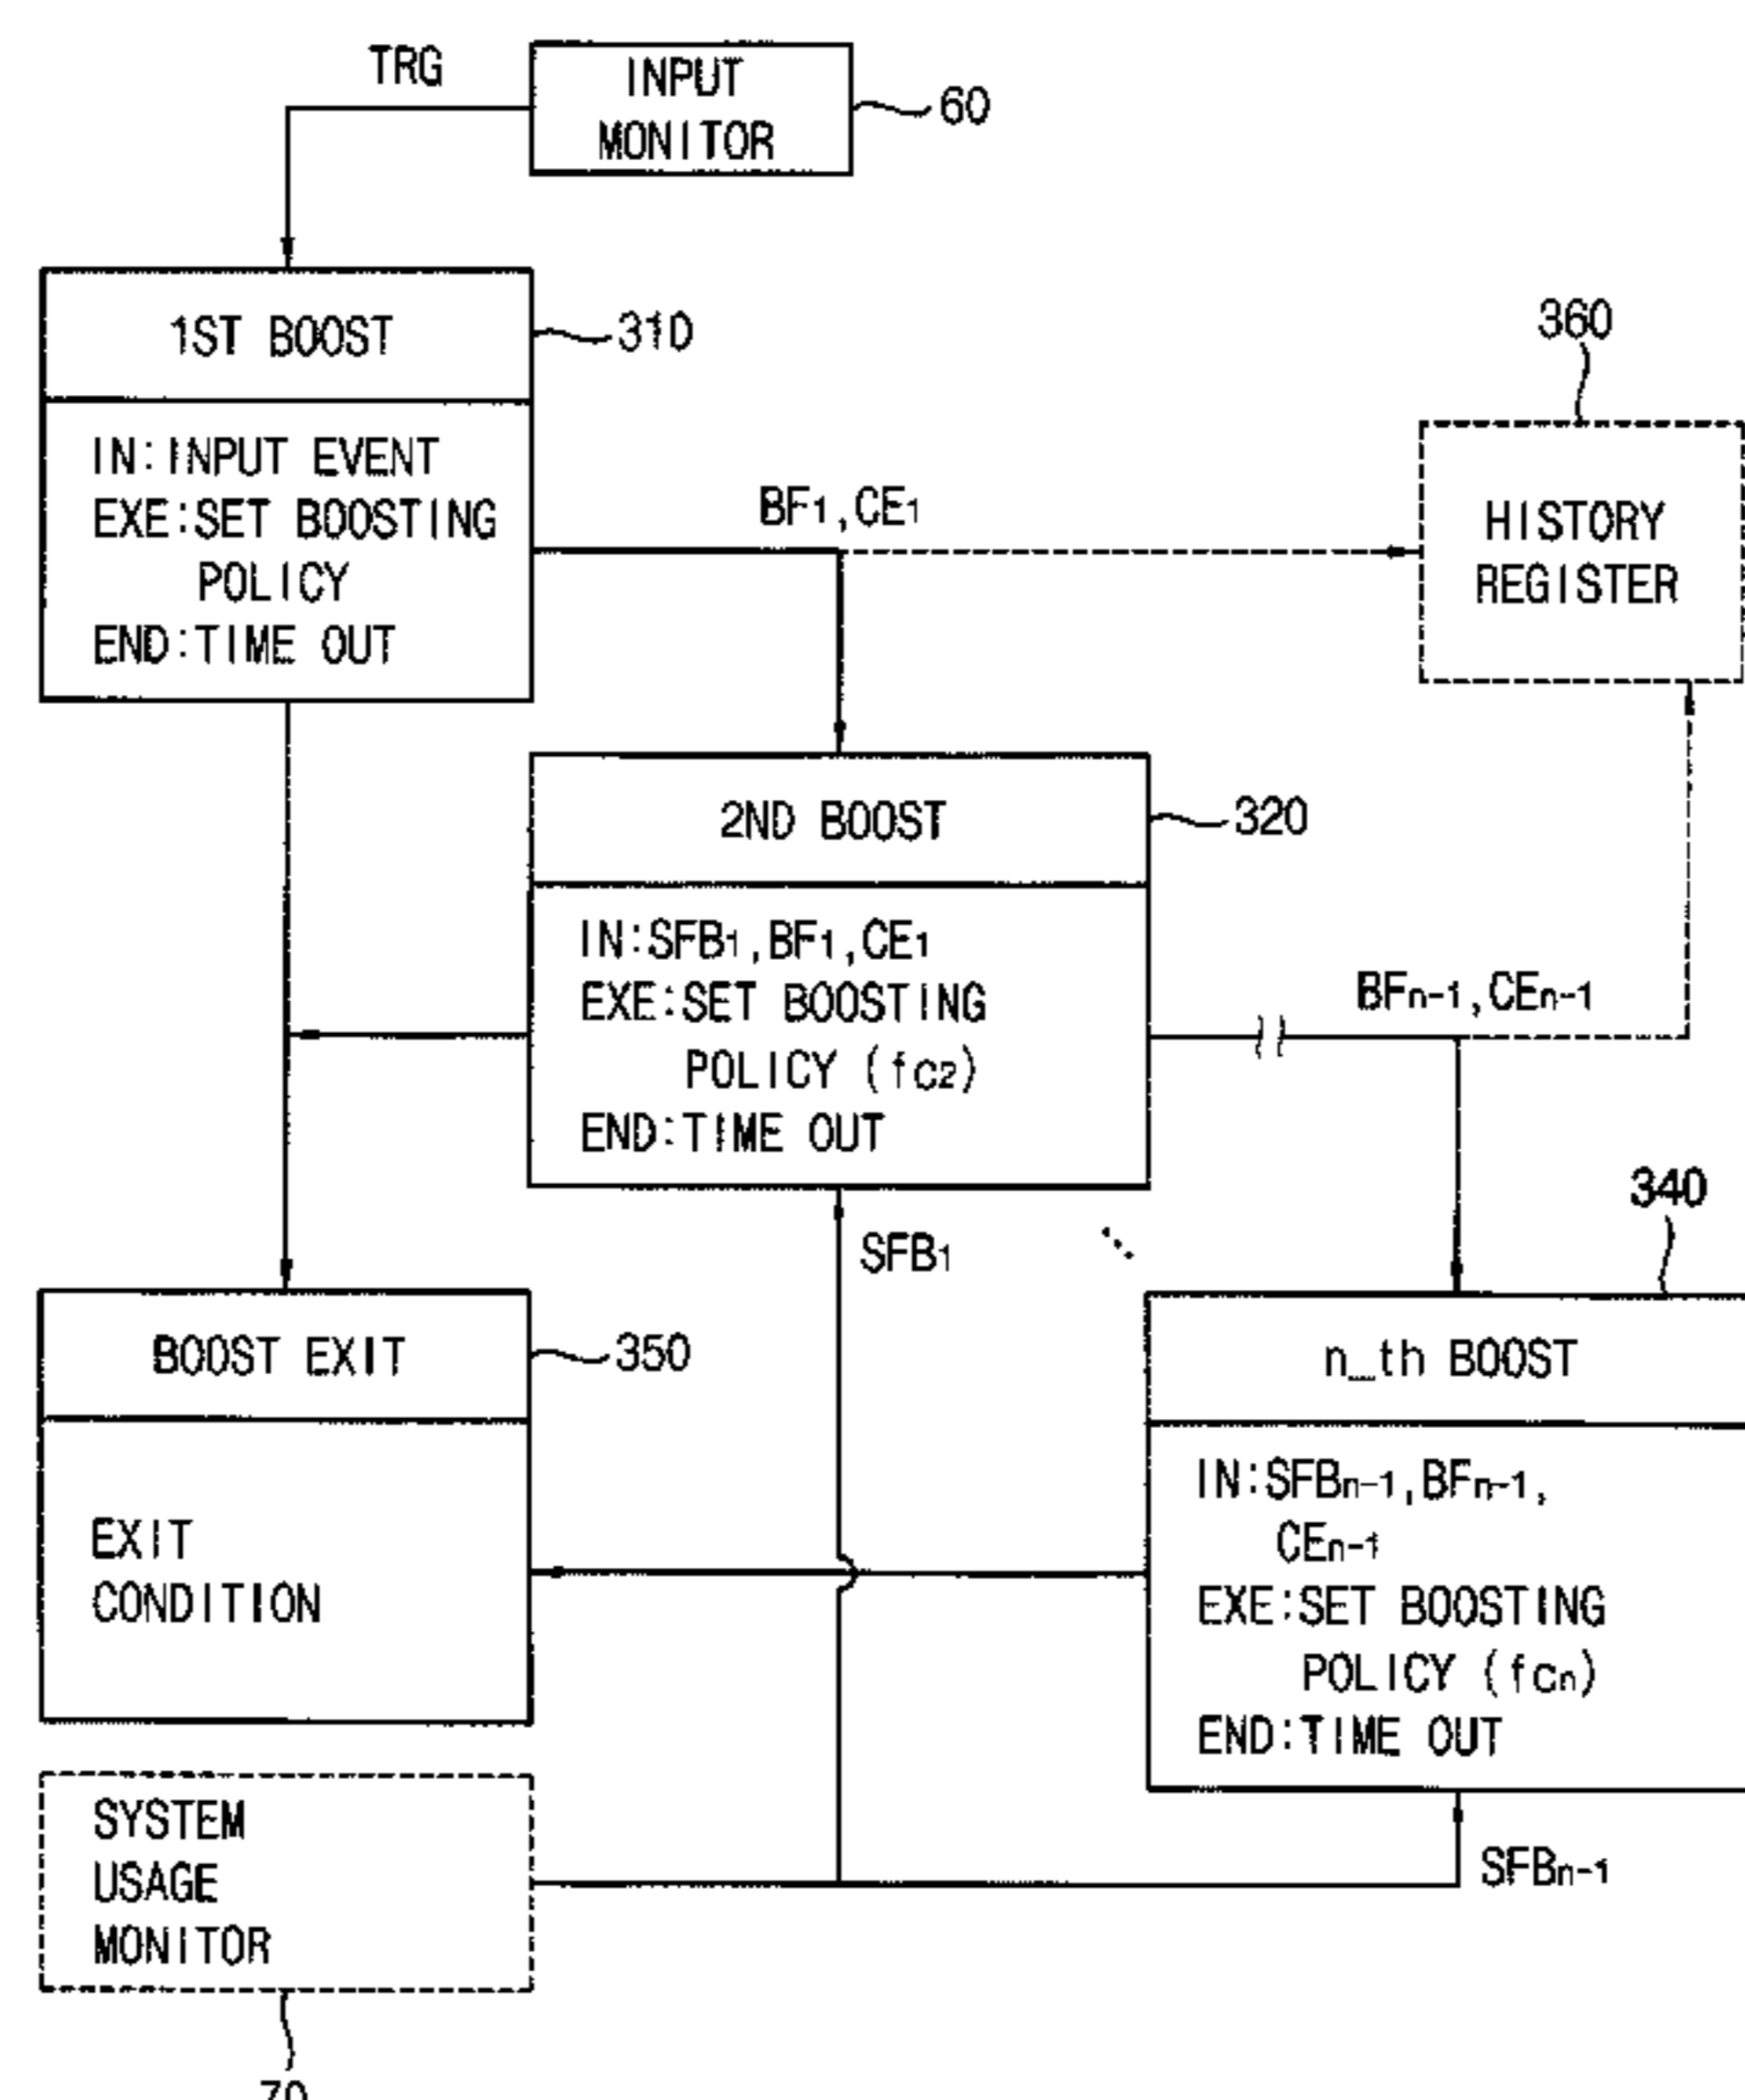 TRG
INPUT
MONITOR
60
1ST BOOST
310
IN:INPUT EVENT
EXE:SET BOOSTING
POLICY
END:TIME OUT
BF1,CE1
360
HISTORY
REGISTER
2ND BOOST
320
IN:SFB1,BF1,CE1
EXE:SET BOOSTING
POLICY (fc2)
END:TIME OUT
BFn-1,CEn-1
SFB1
340
BOOST EXIT
350
EXIT
CONDITION
n_th BOOST
IN:SFBn-1,BFn-1,
CEn-1
EXE:SET BOOSTING
POLICY (fcn)
END:TIME OUT
SYSTEM
USAGE
MONITOR
SFBn-1
70